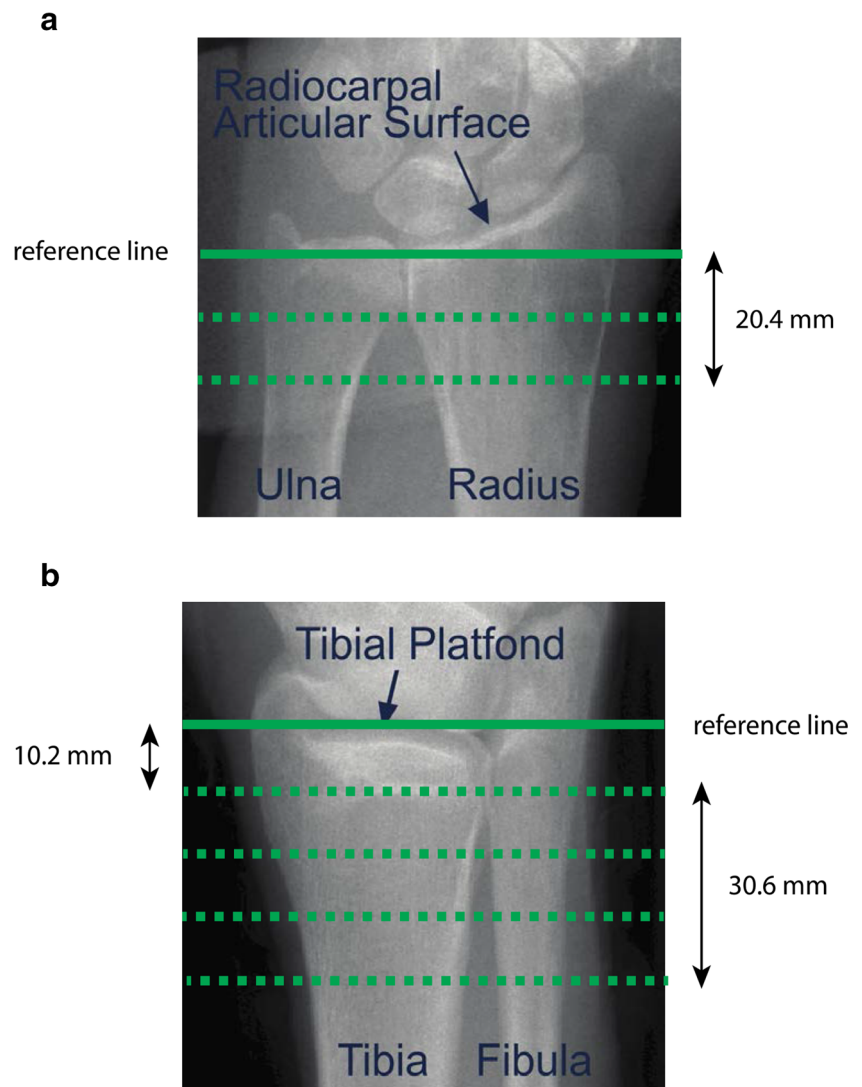 a
Radiocarpal
Articular Surface
reference line
20.4 mm
Ulna
Radius
b
Tibial Platfond
reference line
10.2 mm
30.6 mm
Tibia
Fibula